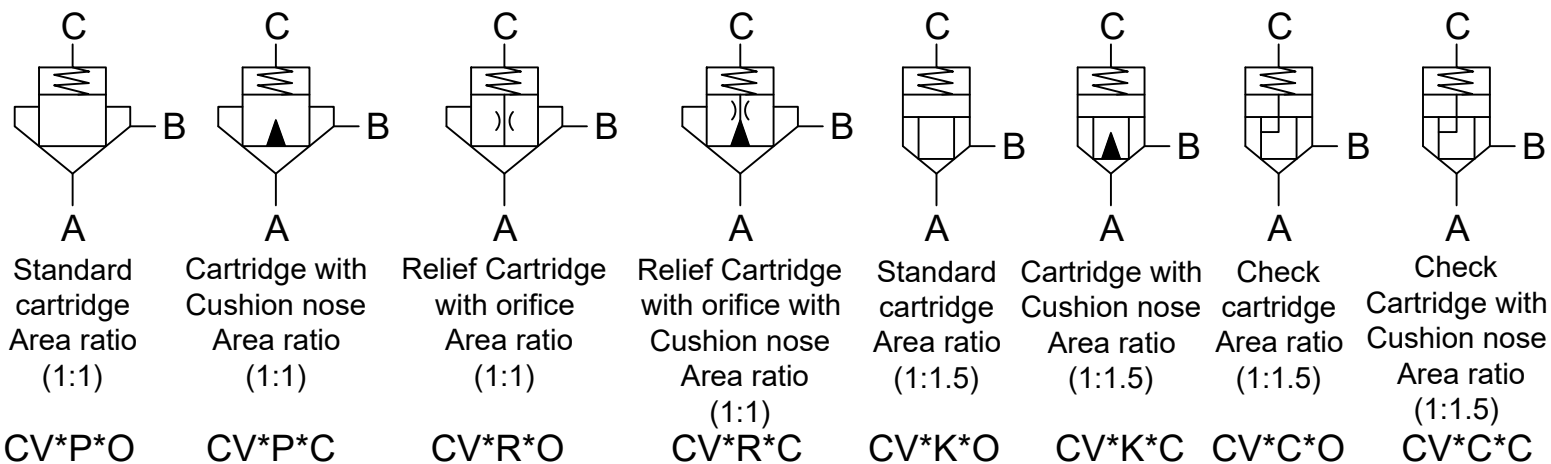 C C C C C C C C
B B B B B B B B
A A A A A A A A
Standard
cartridge
Area ratio
(1:1)
CV*P*O
Cartridge with
Cushion nose
Area ratio
(1:1)
CV*P*C
Relief Cartridge
with orifice
Area ratio
(1:1)
CV*R*O
Relief Cartridge
with orifice with
Cushion nose
Area ratio
(1:1)
CV*R*C
Standard
cartridge
Area ratio
(1:1.5)
CV*K*O
Cartridge with
Cushion nose
Area ratio
(1:1.5)
CV*K*C
Check
cartridge
Area ratio
(1:1.5)
CV*C*O
Check
Cartridge with
Cushion nose
Area ratio
(1:1.5)
CV*C*C